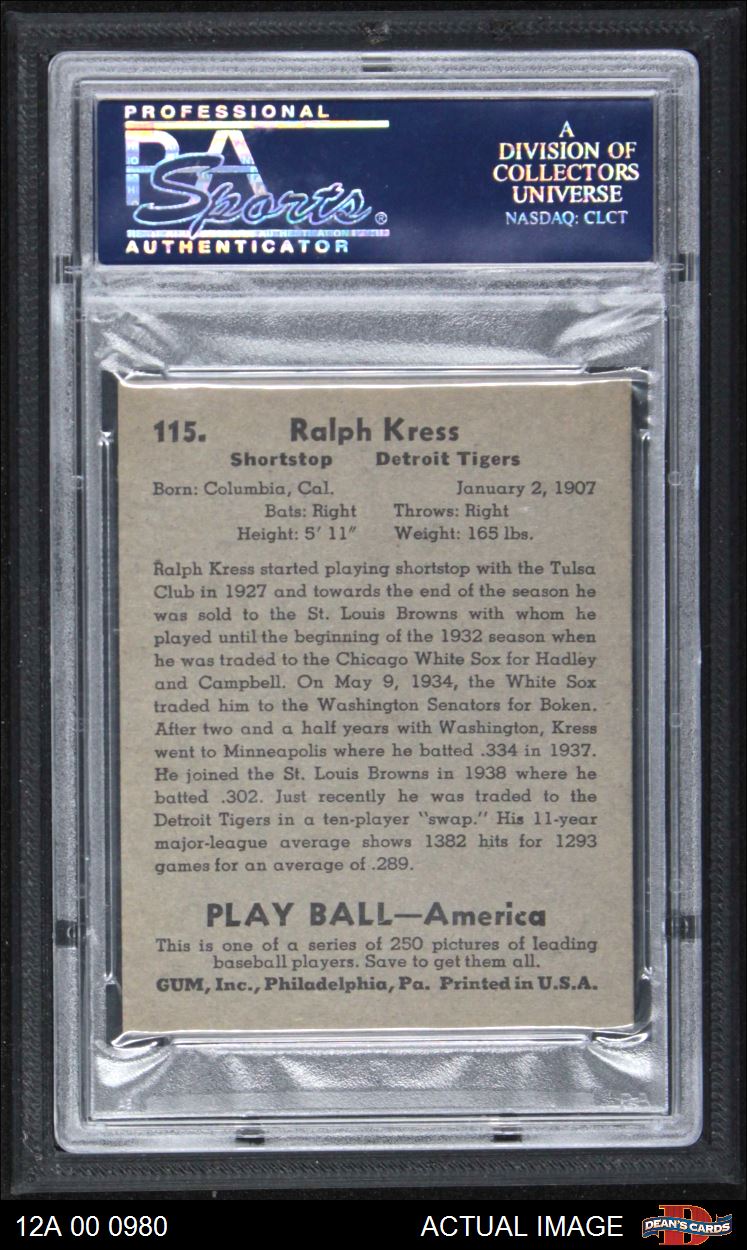 PROFESSIONAL
PSA
Sports®
AUTHENTICATOR
A
DIVISION OF
COLLECTORS
UNIVERSE
NASDAQ: CLCT
115. Ralph Kress
Shortstop Detroit Tigers
Born: Columbia, Cal. January 2, 1907
Bats: Right Throws: Right
Height: 5' 11" Weight: 165 lbs.
Ralph Kress started playing shortstop with the Tulsa
Club in 1927 and towards the end of the season he
was sold to the St. Louis Browns with whom he
played until the beginning of the 1932 season when
he was traded to the Chicago White Sox for Hadley
and Campbell. On May 9, 1934, the White Sox
traded him to the Washington Senators for Boken.
After two and a half years with Washington, Kress
went to Minneapolis where he batted .334 in 1937.
He joined the St. Louis Browns in 1938 where he
batted .302. Just recently he was traded to the
Detroit Tigers in a ten-player "swap." His 11-year
major-league average shows 1382 hits for 1293
games for an average of .289.
PLAY BALL—America
This is one of a series of 250 pictures of leading
baseball players. Save to get them all.
GUM, Inc., Philadelphia, Pa. Printed in U.S.A.
12A 00 0980 ACTUAL IMAGE DEAN'S CARDS